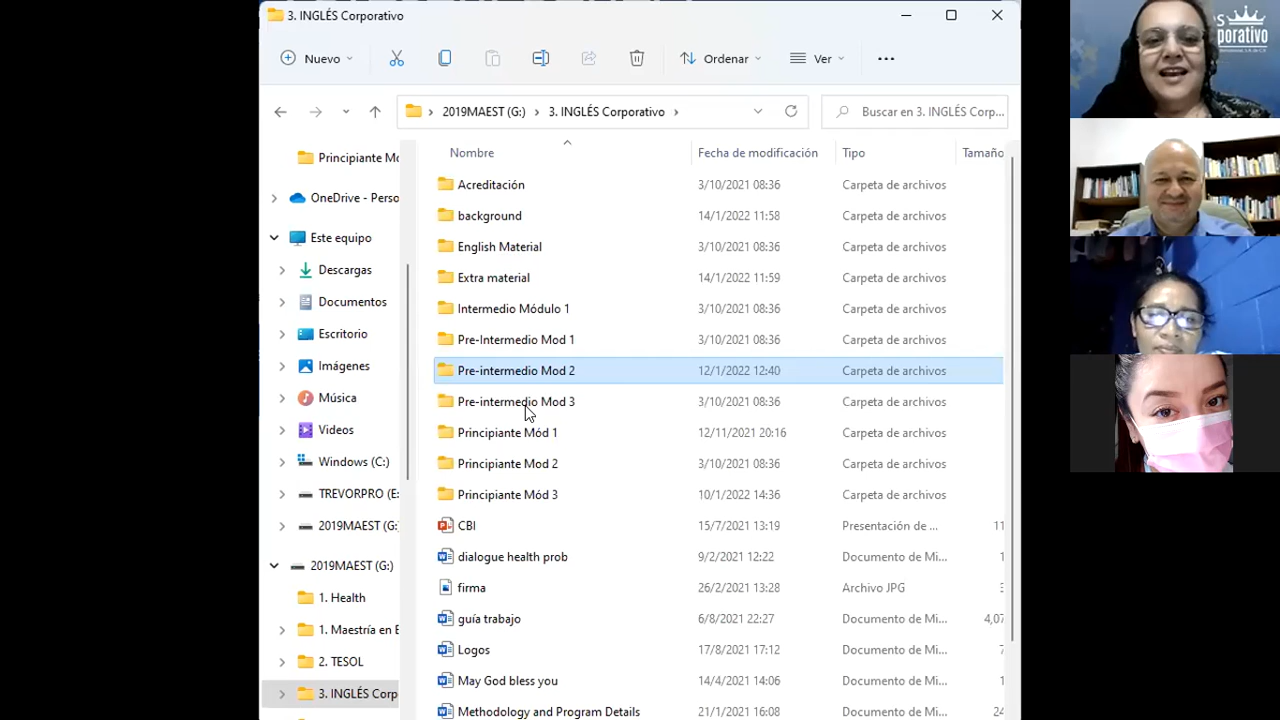 3. INGLÉS Corporativo
Nuevo
Ordenar
Ver
2019MAEST (G:) > 3. INGLÉS Corporativo >
Buscar en 3. INGLÉS Corp...
Nombre Fecha de modificación Tipo Tamaño
Acreditación 3/10/2021 08:36 Carpeta de archivos
background 14/1/2022 11:58 Carpeta de archivos
English Material 3/10/2021 08:36 Carpeta de archivos
Extra material 14/1/2022 11:59 Carpeta de archivos
Intermedio Módulo 1 3/10/2021 08:36 Carpeta de archivos
Pre-Intermedio Mod 1 3/10/2021 08:36 Carpeta de archivos
Pre-intermedio Mod 2 12/1/2022 12:40 Carpeta de archivos
Pre-intermedio Mod 3 3/10/2021 08:36 Carpeta de archivos
Principiante Mód 1 12/11/2021 20:16 Carpeta de archivos
Principiante Mod 2 3/10/2021 08:36 Carpeta de archivos
Principiante Mód 3 10/1/2022 14:36 Carpeta de archivos
CBI 15/7/2021 13:19 Presentación de ... 11
dialogue health prob 9/2/2021 12:22 Documento de Mi... 1
firma 26/2/2021 13:28 Archivo JPG 3
guía trabajo 6/8/2021 22:27 Documento de Mi... 4,07
Logos 17/8/2021 17:12 Documento de Mi... 7
May God bless you 14/4/2021 14:06 Documento de Mi... 1
Methodology and Program Details 21/1/2021 16:08 Documento de Mi... 24
Principiante Mo
OneDrive - Perso
Este equipo
Descargas
Documentos
Escritorio
Imágenes
Música
Videos
Windows (C:)
TREVORPRO (E:
2019MAEST (G:
2019MAEST (G:)
1. Health
1. Maestría en E
2. TESOL
3. INGLÉS Corp
s
porativo